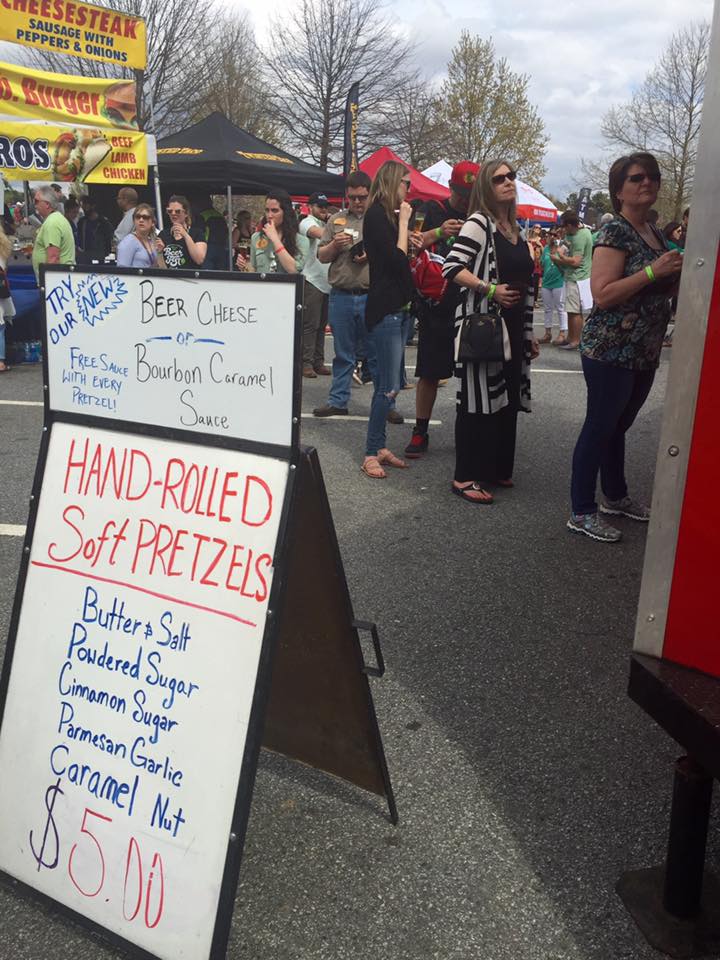 CHEESESTEAK
SAUSAGE WITH
PEPPERS & ONIONS
Burger
ROS
BEEF
LAMB
CHICKEN
TRY
OUR
NEW
BEER CHEESE
or
Bourbon Caramel
Sauce
FREE SAUCE
WITH EVERY
PRETZEL!
HAND-ROLLED
Soft PRETZELS
Butter & Salt
Powdered Sugar
Cinnamon Sugar
Parmesan Garlic
Caramel Nut
$5.00